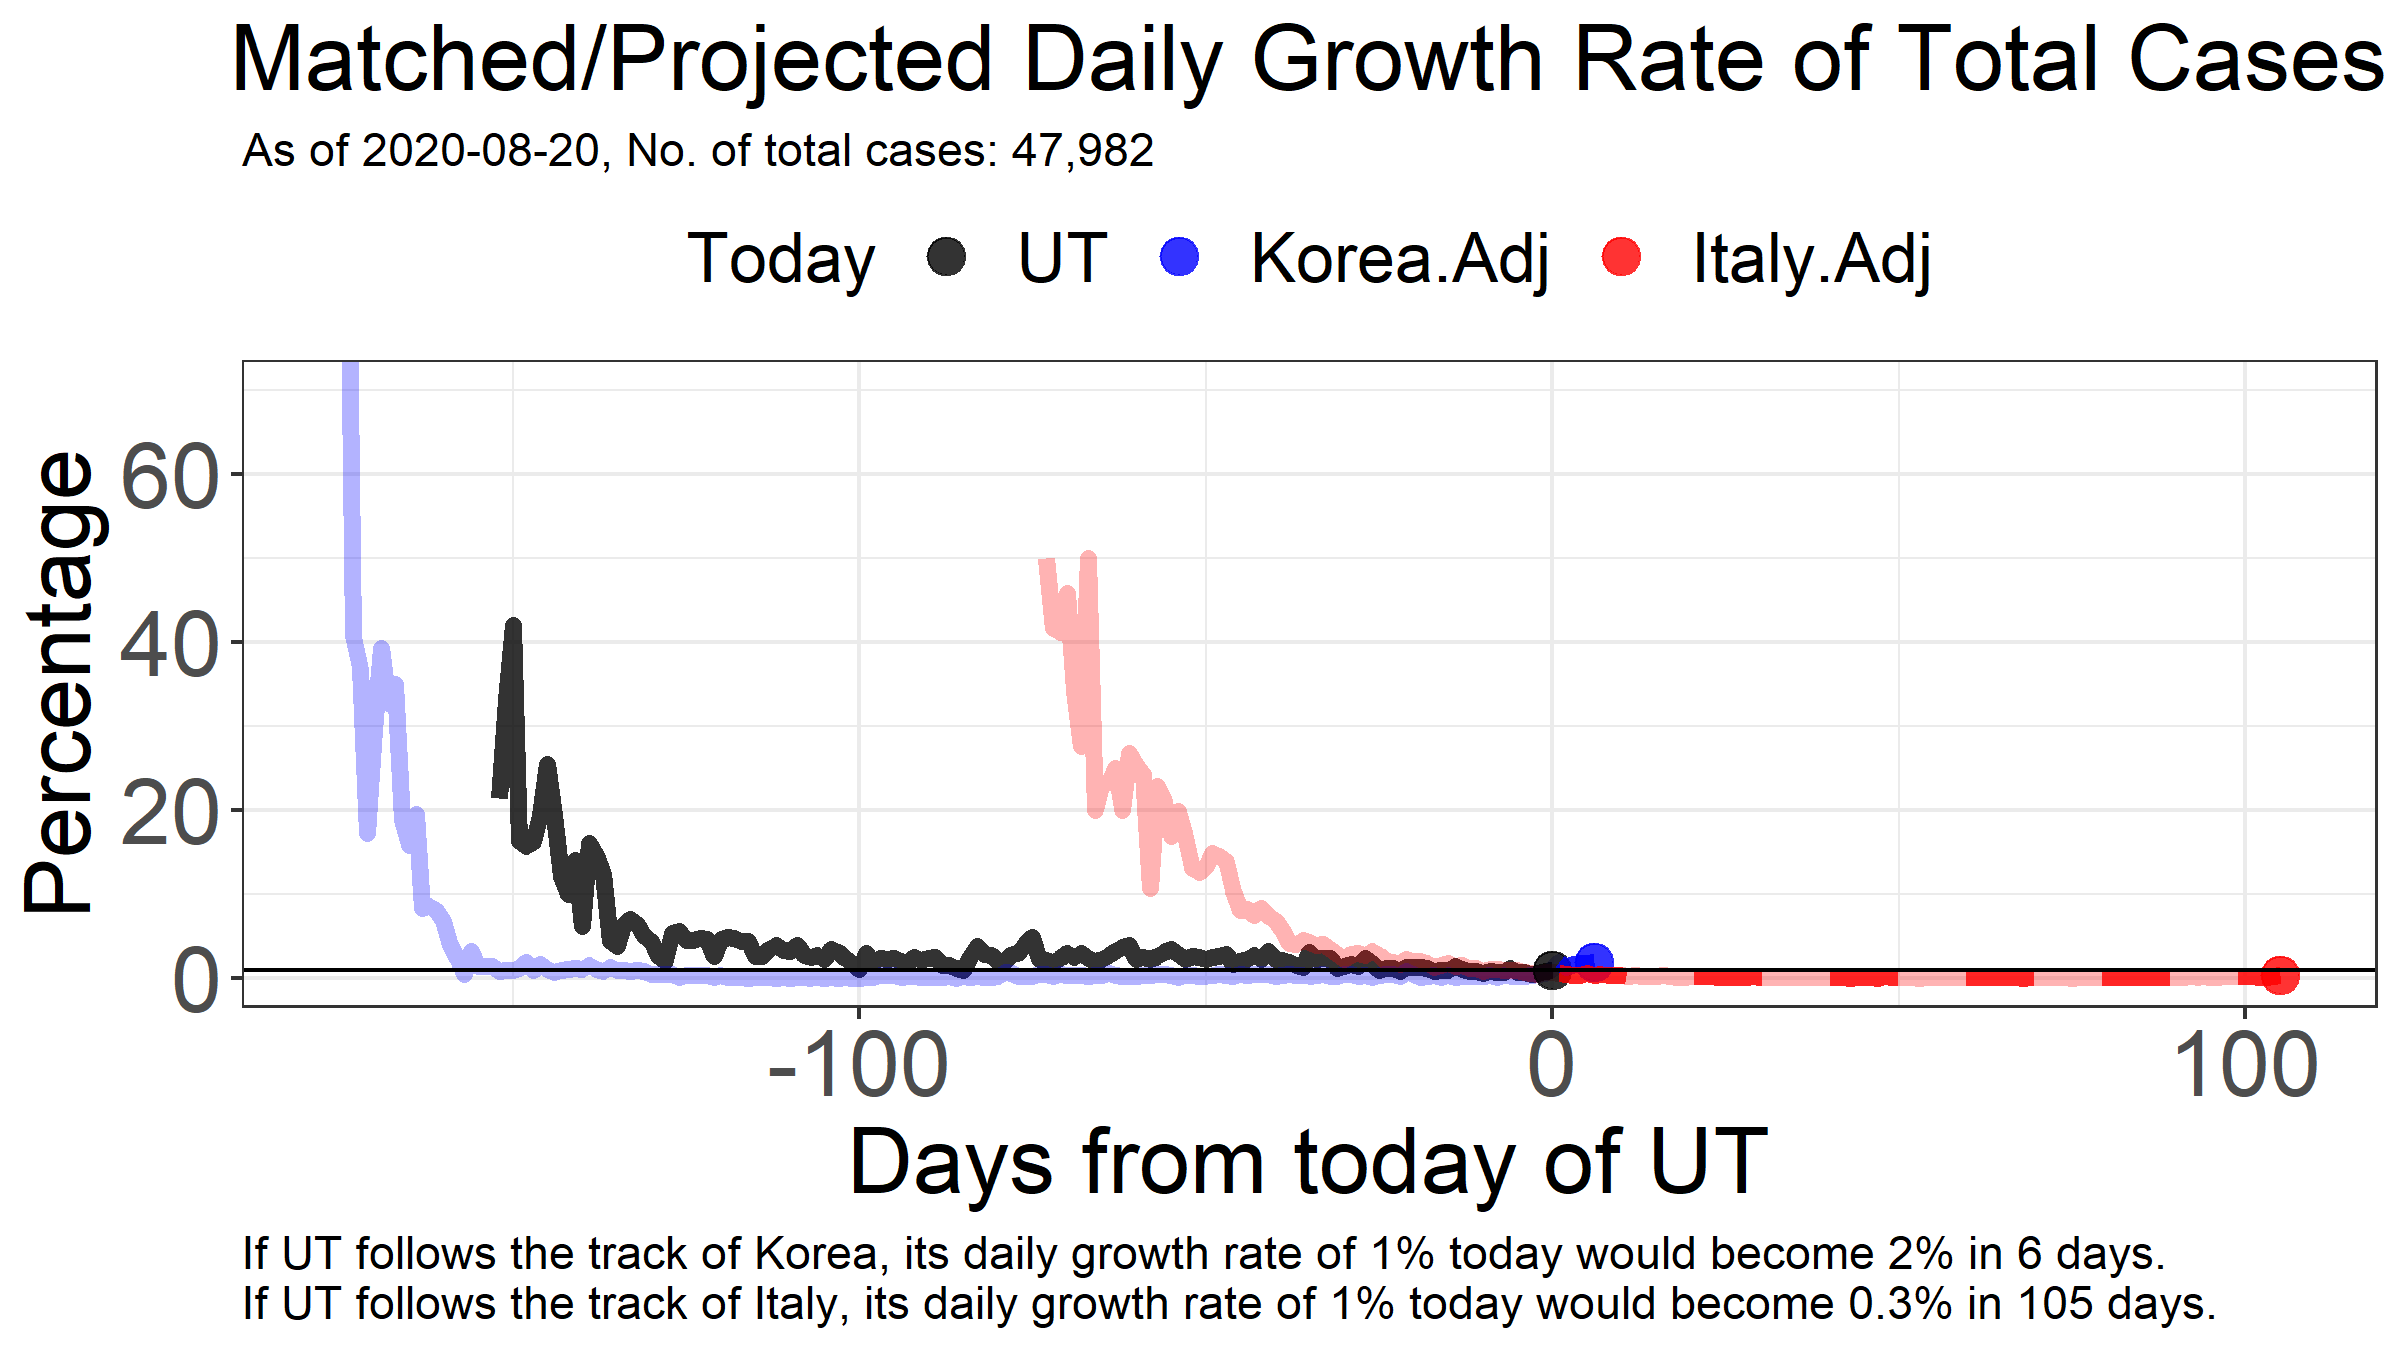 Matched/Projected Daily Growth Rate of Total Cases
As of 2020-08-20, No. of total cases: 47,982
Today UT Korea.Adj Italy.Adj
Percentage
60
40
20
0
-100 0 100
Days from today of UT
If UT follows the track of Korea, its daily growth rate of 1% today would become 2% in 6 days.
If UT follows the track of Italy, its daily growth rate of 1% today would become 0.3% in 105 days.